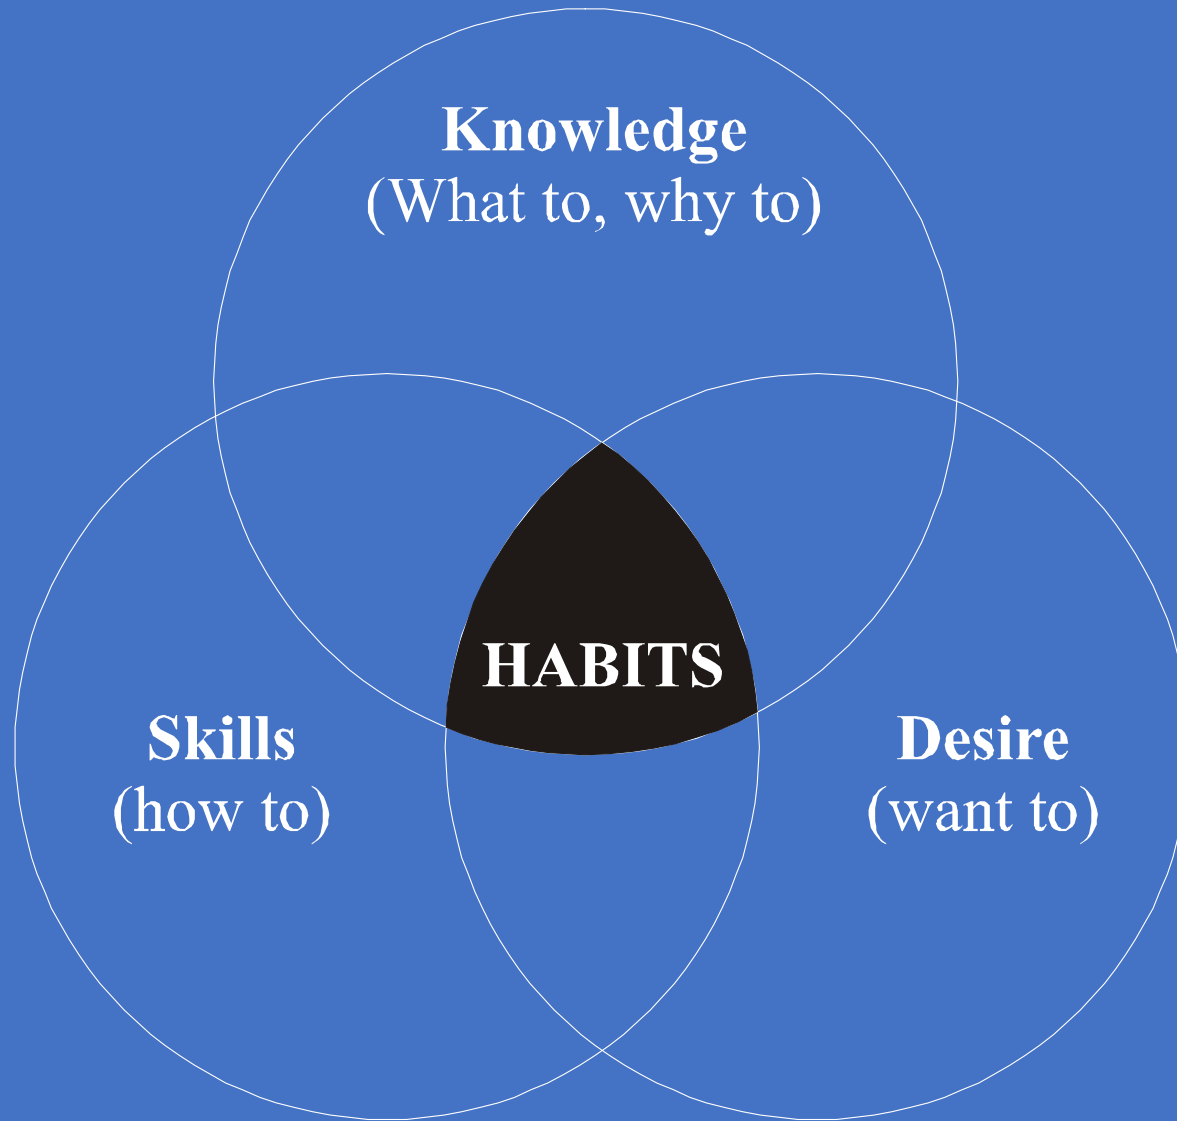 Knowledge
(What to, why to)
HABITS
Skills
(how to)
Desire
(want to)